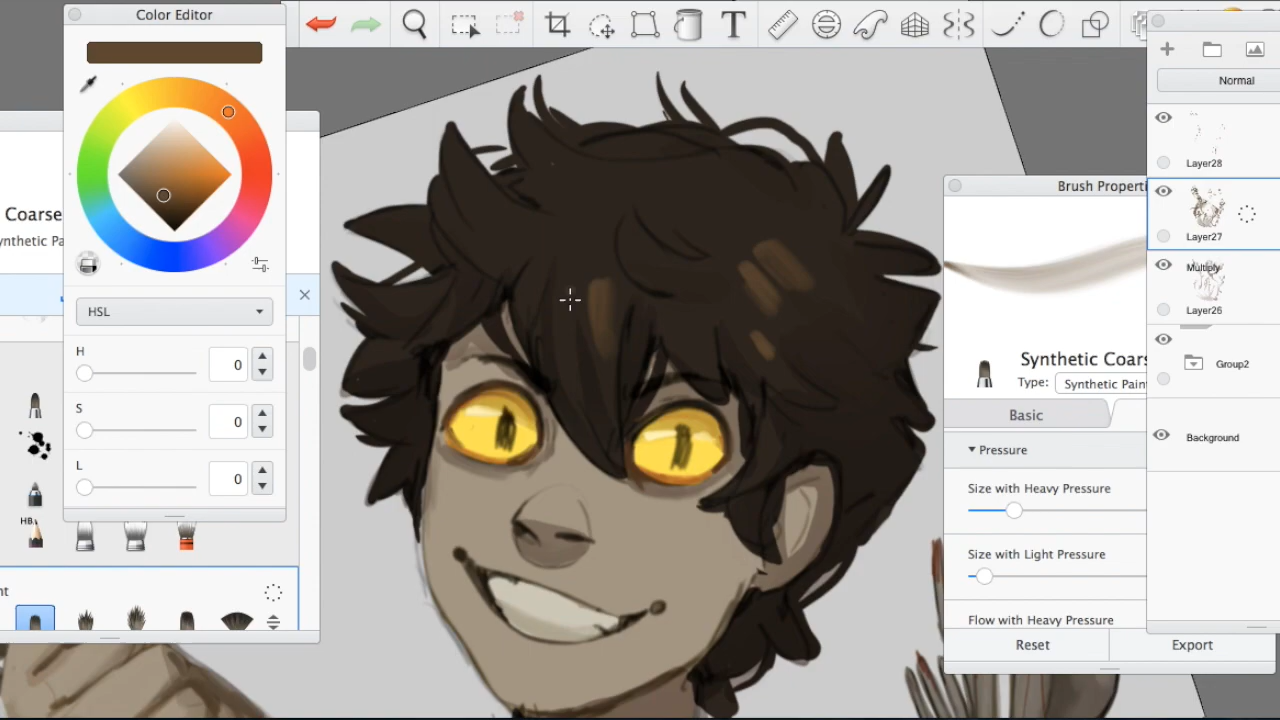 Color Editor
Coarse
ynthetic Pa
HSL
H
0
S
0
L
0
HB
nt
T
Normal
Layer28
Layer27
Multiply
Layer26
Group2
Background
Brush Properti
Synthetic Coars
Type:
Synthetic Paint
Basic
Pressure
Size with Heavy Pressure
Size with Light Pressure
Flow with Heavy Pressure
Reset
Export